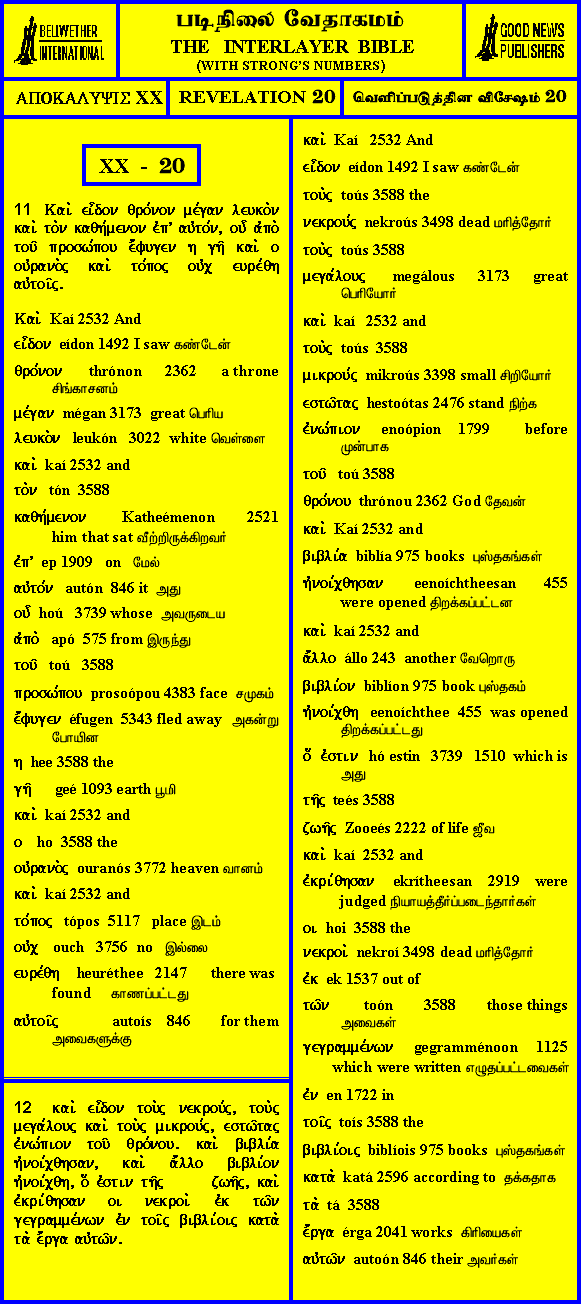 BELLWETHER
INTERNATIONAL
படிநிலை வேதாகமம்
THE INTERLAYER BIBLE
(WITH STRONG'S NUMBERS)
GOOD NEWS
PUBLISHERS
ΑΠΟΚΑΛΥΨΙΣ XX
REVELATION 20
வெளிப்படுத்தின விசேஷம் 20
XX - 20
11 Καὶ εἶδον θρόνον μέγαν λευκὸν
καὶ τὸν καθήμενον ἐπ' αὐτόν, οὗ ἀπὸ
τοῦ προσώπου ἔφυγεν η γῆ καὶ ο
οὐρανὸς καὶ τόπος οὐχ ευρέθη
αὐτοῖς.
Καὶ Kaí 2532 And
εἶδον eídon 1492 I saw கண்டேன்
θρόνον thrónon 2362 a throne
சிங்காசனம்
μέγαν mégan 3173 great பெரிய
λευκὸν leukón 3022 white வெள்ளை
καὶ kaí 2532 and
τὸν tón 3588
καθήμενον Katheémenon 2521
him that sat வீற்றிருக்கிறவர்
ἐπ' ep 1909 on மேல்
αὐτόν autón 846 it அது
οὗ hoú 3739 whose அவருடைய
ἀπὸ apó 575 from இருந்து
τοῦ toú 3588
προσώπου prosoópou 4383 face சமுகம்
ἔφυγεν éfugen 5343 fled away அகன்று
போயின
η hee 3588 the
γῆ geé 1093 earth பூமி
καὶ kaí 2532 and
ο ho 3588 the
οὐρανὸς ouranós 3772 heaven வானம்
καὶ kaí 2532 and
τόπος tópos 5117 place இடம்
οὐχ ouch 3756 no இல்லை
ευρέθη heuréthee 2147 there was
found காணப்பட்டது
αὐτοῖς autoís 846 for them
அவைகளுக்கு
12 καὶ εἶδον τοὺς νεκρούς, τοὺς
μεγάλους καὶ τοὺς μικρούς, εστῶτας
ἐνώπιον τοῦ θρόνου. καὶ βιβλία
ἠνοίχθησαν, καὶ ἄλλο βιβλίον
ἠνοίχθη, ὅ ἐστιν τῆς ζωῆς, καὶ
ἐκρίθησαν οι νεκροὶ ἐκ τῶν
γεγραμμένων ἐν τοῖς βιβλίοις κατὰ
τὰ ἔργα αὐτῶν.
καὶ Kaí 2532 And
εἶδον eídon 1492 I saw கண்டேன்
τοὺς toús 3588 the
νεκρούς nekroús 3498 dead மரித்தோர்
τοὺς toús 3588
μεγάλους megálous 3173 great
பெரியோர்
καὶ kaí 2532 and
τοὺς toús 3588
μικρούς mikroús 3398 small சிறியோர்
εστῶτας hestoótas 2476 stand நிற்க
ἐνώπιον enoópion 1799 before
முன்பாக
τοῦ toú 3588
θρόνου thrónou 2362 God தேவன்
καὶ Kaí 2532 and
βιβλία biblía 975 books புஸ்தகங்கள்
ἠνοίχθησαν eenoíchtheesan 455
were opened திறக்கப்பட்டன
καὶ kaí 2532 and
ἄλλο állo 243 another வேறொரு
βιβλίον biblíon 975 book புஸ்தகம்
ἠνοίχθη eenoíchthee 455 was opened
திறக்கப்பட்டது
ὅ ἐστιν hó estin 3739 1510 which is
அது
τῆς teés 3588
ζωῆς Zooeés 2222 of life ஜீவ
καὶ kaí 2532 and
ἐκρίθησαν ekrítheesan 2919 were
judged நியாயத்தீர்ப்படைந்தார்கள்
οι hoi 3588 the
νεκροὶ nekroí 3498 dead மரித்தோர்
ἐκ ek 1537 out of
τῶν toón 3588 those things
அவைகள்
γεγραμμένων gegramménoon 1125
which were written எழுதப்பட்டவைகள்
ἐν en 1722 in
τοῖς toís 3588 the
βιβλίοις biblíois 975 books புஸ்தகங்கள்
κατὰ katá 2596 according to தக்கதாக
τὰ tá 3588
ἔργα érga 2041 works கிரியைகள்
αὐτῶν autoón 846 their அவர்கள்